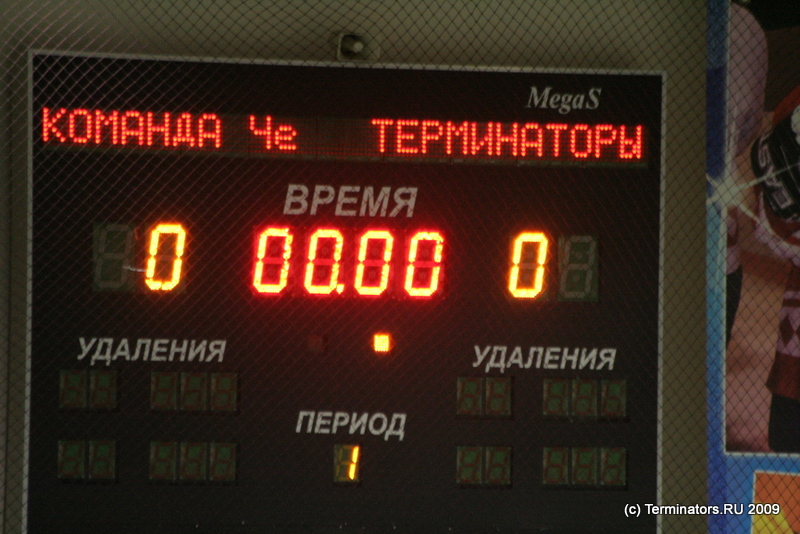 MegaS
КОМАНДА Че ТЕРМИНАТОРЫ
ВРЕМЯ
0 00.00 0
УДАЛЕНИЯ УДАЛЕНИЯ
ПЕРИОД
1
(c) Terminators.RU 2009